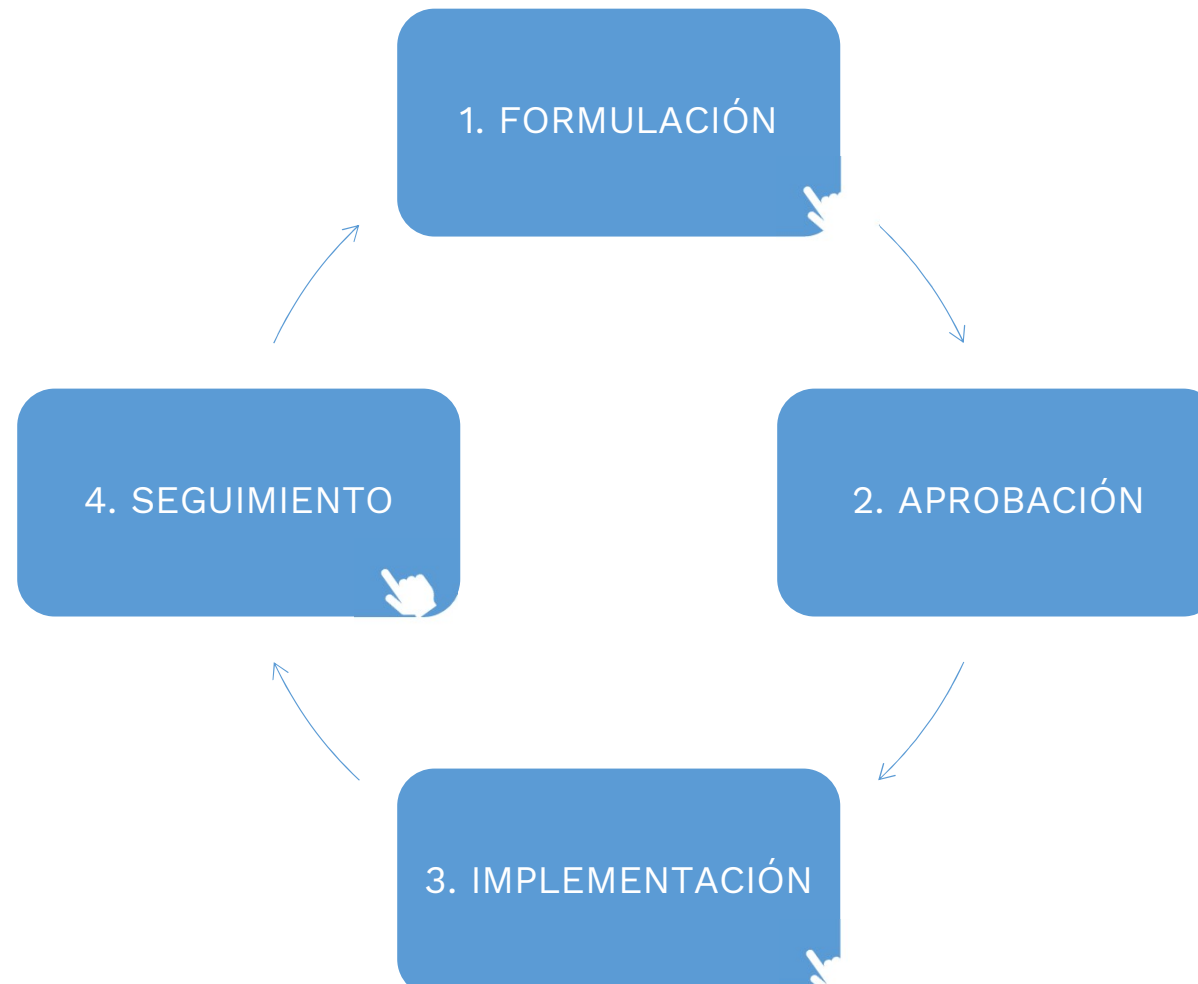 1. FORMULACIÓN
2. APROBACIÓN
3. IMPLEMENTACIÓN
4. SEGUIMIENTO